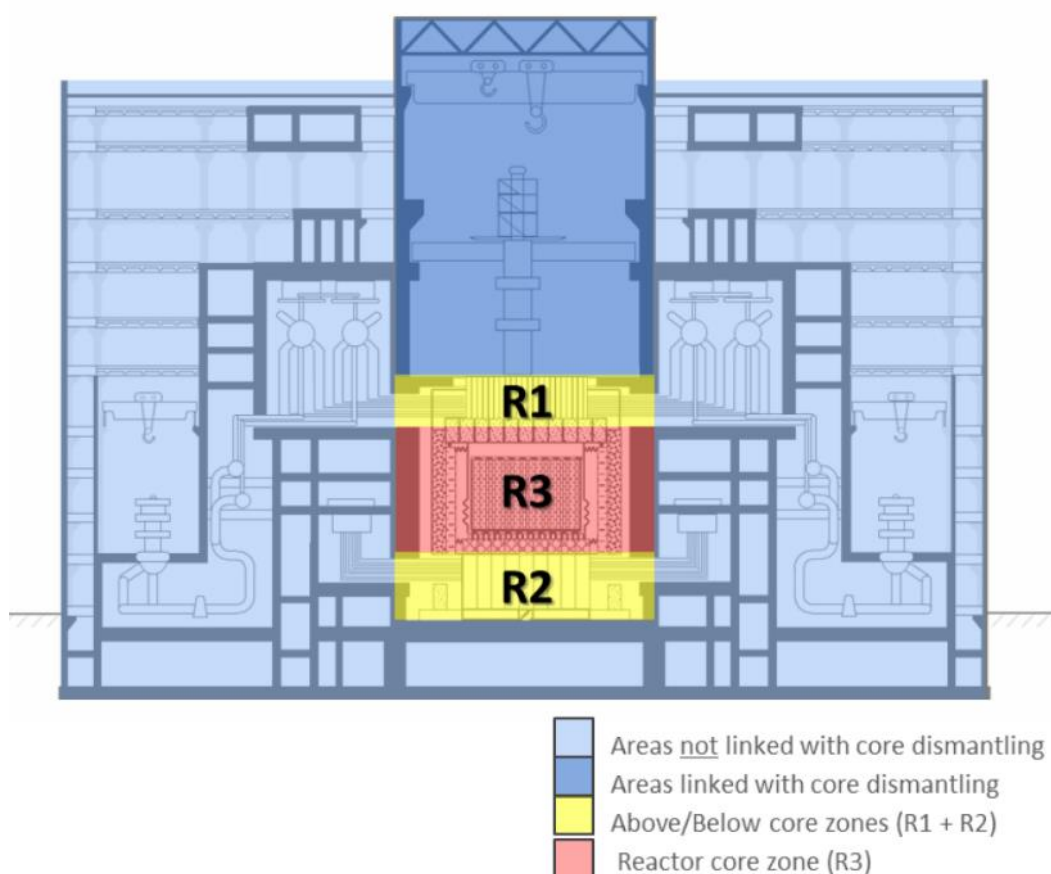 R1
R3
R2
Areas not linked with core dismantling
Areas linked with core dismantling
Above/Below core zones (R1 + R2)
Reactor core zone (R3)